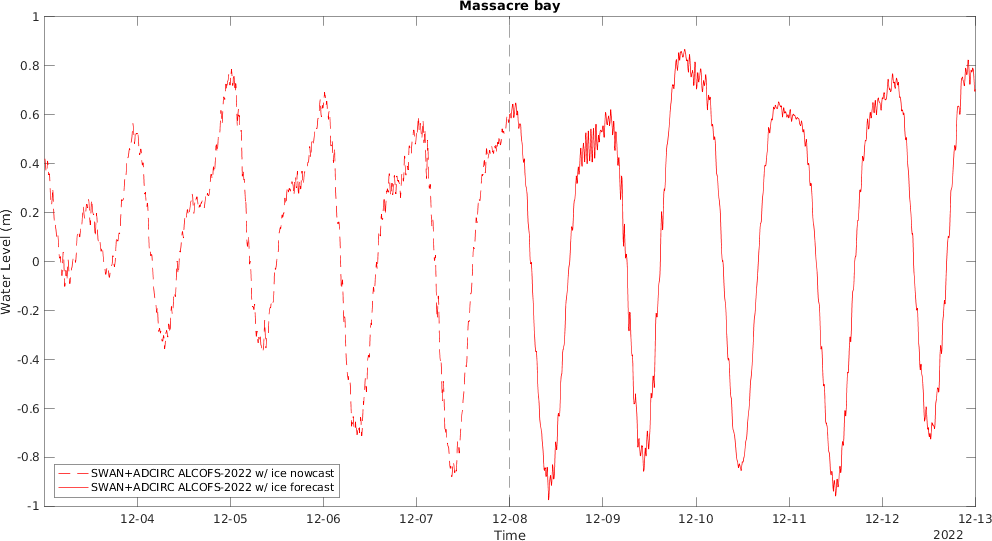 Massacre bay
1
0.8
0.6
0.4
0.2
0
-0.2
-0.4
-0.6
-0.8
-1
Water Level (m)
SWAN+ADCIRC ALCOFS-2022 w/ ice nowcast
SWAN+ADCIRC ALCOFS-2022 w/ ice forecast
12-04 12-05 12-06 12-07 12-08 12-09 12-10 12-11 12-12 12-13
Time
2022